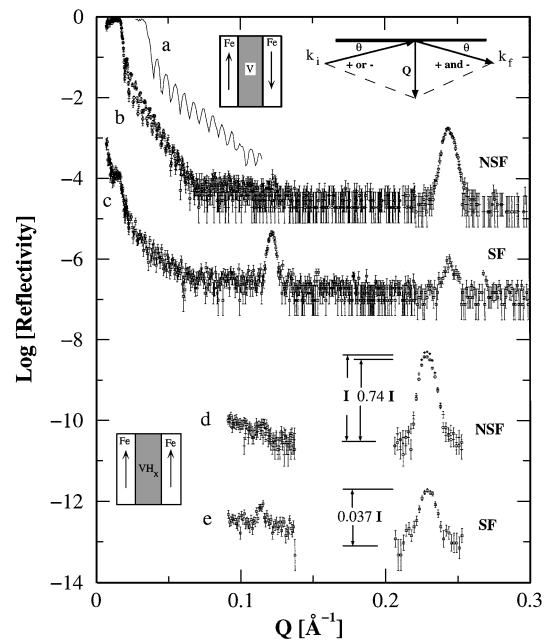 0
−2
−4
−6
−8
−10
−12
−14
Log [Reflectivity]
a
b
c
Fe
Fe
V
θ
θ
k i
k f
+ or -
+ and -
Q
NSF
SF
d
I
0.74 I
NSF
Fe
Fe
VHx
e
0.037 I
SF
0
0.1
0.2
0.3
Q [Å⁻¹]